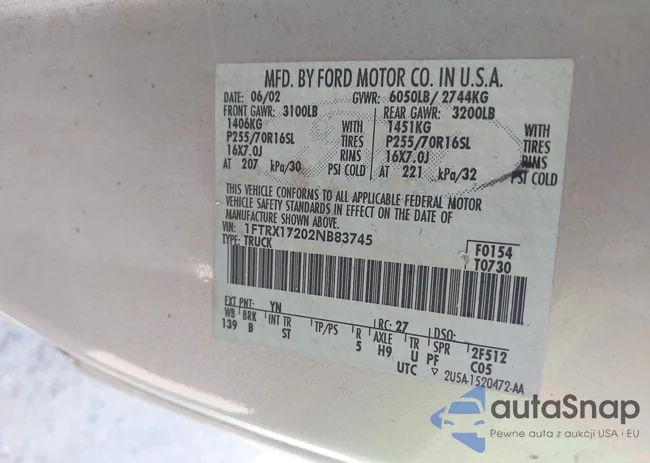 MFD. BY FORD MOTOR CO. IN U.S.A.
DATE: 06/02 GVWR: 6050LB/ 2744KG
FRONT GAWR: 3100LB REAR GAWR: 3200LB
1406KG WITH 1451KG WITH
P255/70R16SL TIRES P255/70R16SL TIRES
16X7.0J RIMS 16X7.0J RIMS
AT 207 kPa/30 PSI COLD AT 221 kPa/32 PSI COLD
THIS VEHICLE CONFORMS TO ALL APPLICABLE FEDERAL MOTOR
VEHICLE SAFETY STANDARDS IN EFFECT ON THE DATE OF
MANUFACTURE SHOWN ABOVE.
VIN: 1FTRX17202NB83745
TYPE: TRUCK
F0154
T0730
EXT PNT: YN RC: 27 DSO:
WB BRK INT TR TP/PS R AXLE TR SPR 2F512
139 B ST 5 H9 U PF C05
UTC ▽ 2U5A-1520472-AA
autaSnap
Pewne auta z aukcji USA i EU